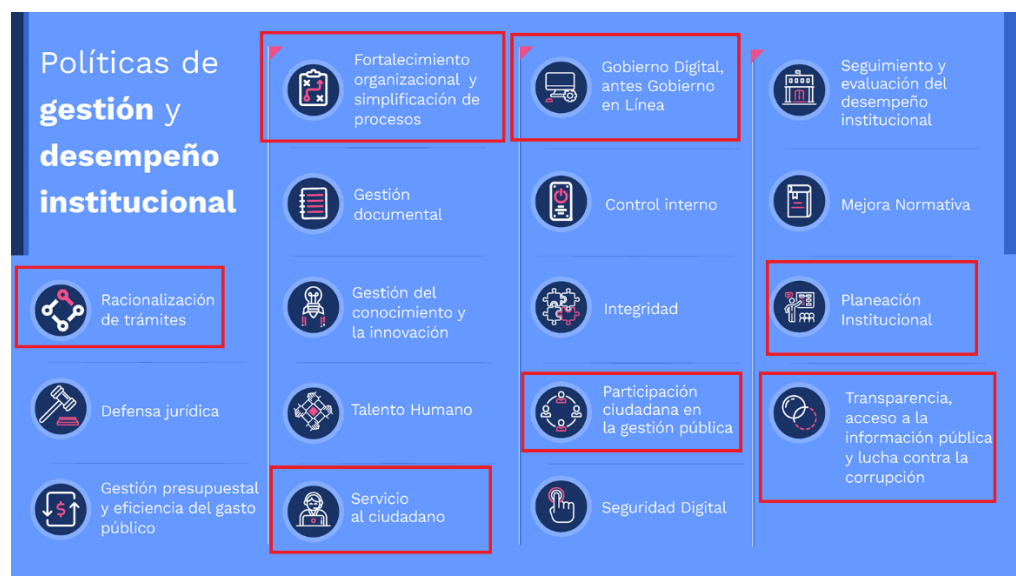 Políticas de
gestión y
desempeño
institucional
Racionalización
de trámites
Defensa jurídica
Gestión presupuestal
y eficiencia del gasto
público
Fortalecimiento
organizacional y
simplificación de
procesos
Gestión
documental
Gestión del
conocimiento y
la innovación
Talento Humano
Servicio
al ciudadano
Gobierno Digital,
antes Gobierno
en Línea
Control interno
Integridad
Participación
ciudadana en
la gestión pública
Seguridad Digital
Seguimiento y
evaluación del
desempeño
institucional
Mejora Normativa
Planeación
Institucional
Transparencia,
acceso a la
información pública
y lucha contra la
corrupción